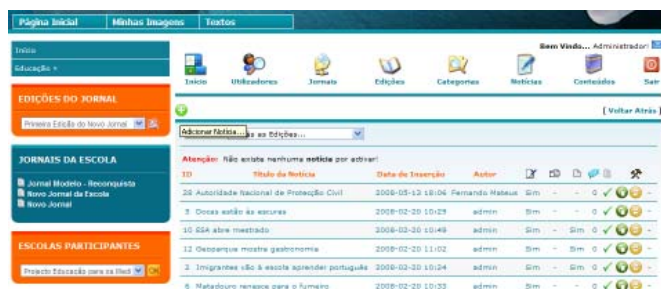 Página Inicial
Minhas Imagens
Textos
Bem Vindo... Administrador!
Início
Educação
Início
Utilizadores
Jornais
Edições
Categorias
Notícias
Conteúdos
Sair
EDIÇÕES DO JORNAL
Primeira Edição do Novo Jornal
[ Voltar Atrás ]
Adicionar Notícia...
as Edições...
JORNAIS DA ESCOLA
Jornal Modelo - Reconquista
Novo Jornal da Escola
Novo Jornal
Atenção: Não existe nenhuma notícia por activar!
ID Título da Notícia Data de Inserção Autor
28 Autoridade Nacional de Protecção Civil 2008-03-13 18:06 Fernando Mateus Sim - - 0
Docas estão às escuras 2008-02-20 10:29 admin Sim - - 0
10 ESA abre mestrado 2008-02-20 10:49 admin Sim - Sim 0
12 Geoparque mostra gastronomia 2008-02-20 11:02 admin Sim - - 0
2 Imigrantes vão à escola aprender português 2008-02-20 10:24 admin Sim - Sim 0
6 Matadouro renasce para o fumeiro 2008-02-20 10:33 admin Sim - - 0
ESCOLAS PARTICIPANTES
Projecto Educação para os Medi